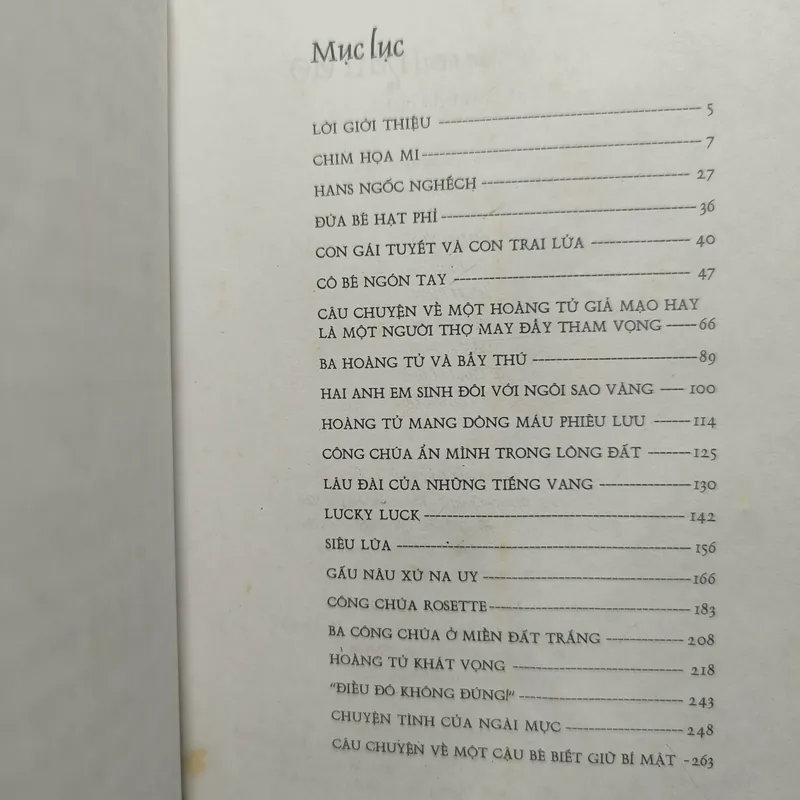 Mục lục
LỜI GIỚI THIỆU 5
CHIM HỌA MI 7
HANS NGỐC NGHẾCH 27
ĐỨA BÉ HẠT PHỈ 36
CON GÁI TUYẾT VÀ CON TRAI LỬA 40
CÔ BÉ NGÓN TAY 47
CÂU CHUYỆN VỀ MỘT HOÀNG TỬ GIẢ MẠO HAY
LÀ MỘT NGƯỜI THỢ MAY ĐẦY THAM VỌNG 66
BA HOÀNG TỬ VÀ BẦY THÚ 89
HAI ANH EM SINH ĐÔI VỚI NGÔI SAO VÀNG 100
HOÀNG TỬ MANG DÒNG MÁU PHIÊU LƯU 114
CÔNG CHÚA ẨN MÌNH TRONG LÒNG ĐẤT 125
LÂU ĐÀI CỦA NHỮNG TIẾNG VANG 130
LUCKY LUCK 142
SIÊU LỪA 156
GẤU NÂU XỨ NA UY 166
CÔNG CHÚA ROSETTE 183
BA CÔNG CHÚA Ở MIỀN ĐẤT TRẮNG 208
HOÀNG TỬ KHÁT VỌNG 218
"ĐIỀU ĐÓ KHÔNG ĐÚNG!" 243
CHUYỆN TÌNH CỦA NGÀI MỰC 248
CÂU CHUYỆN VỀ MỘT CẬU BÉ BIẾT GIỮ BÍ MẬT 263